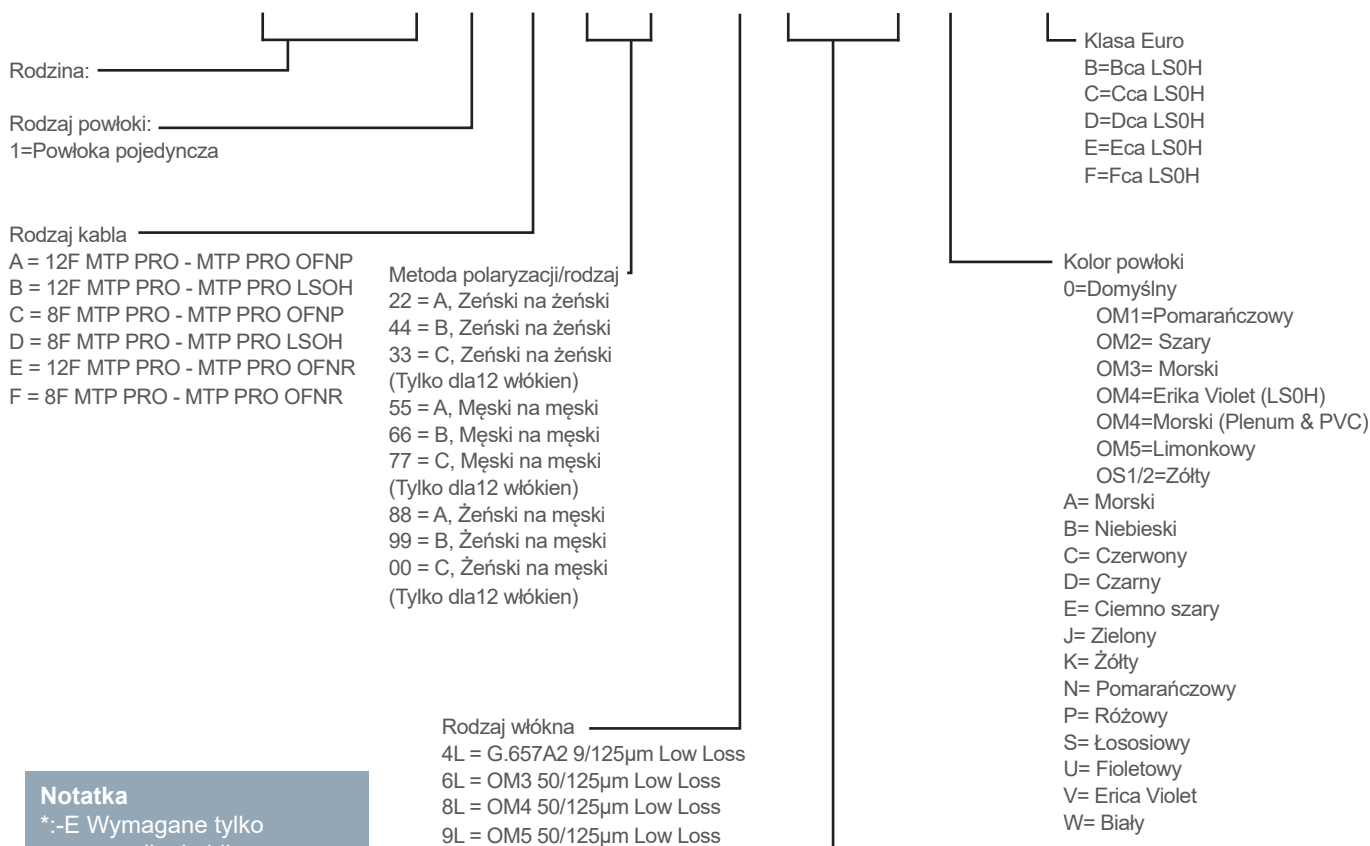 Rodzina:
Rodzaj powłoki:
1=Powłoka pojedyncza
Rodzaj kabla
A = 12F MTP PRO - MTP PRO OFNP
B = 12F MTP PRO - MTP PRO LSOH
C = 8F MTP PRO - MTP PRO OFNP
D = 8F MTP PRO - MTP PRO LSOH
E = 12F MTP PRO - MTP PRO OFNR
F = 8F MTP PRO - MTP PRO OFNR
Metoda polaryzacji/rodzaj
22 = A, Zeński na żeński
44 = B, Zeński na żeński
33 = C, Zeński na żeński
(Tylko dla12 włókien)
55 = A, Męski na męski
66 = B, Męski na męski
77 = C, Męski na męski
(Tylko dla12 włókien)
88 = A, Żeński na męski
99 = B, Żeński na męski
00 = C, Żeński na męski
(Tylko dla12 włókien)
Rodzaj włókna
4L = G.657A2 9/125µm Low Loss
6L = OM3 50/125µm Low Loss
8L = OM4 50/125µm Low Loss
9L = OM5 50/125µm Low Loss
Klasa Euro
B=Bca LS0H
C=Cca LS0H
D=Dca LS0H
E=Eca LS0H
F=Fca LS0H
Kolor powłoki
0=Domyślny
OM1=Pomarańczowy
OM2= Szary
OM3= Morski
OM4=Erika Violet (LS0H)
OM4=Morski (Plenum & PVC)
OM5=Limonkowy
OS1/2=Zółty
A= Morski
B= Niebieski
C= Czerwony
D= Czarny
E= Ciemno szary
J= Zielony
K= Żółty
N= Pomarańczowy
P= Różowy
S= Łososiowy
U= Fioletowy
V= Erica Violet
W= Biały
Notatka
*:-E Wymagane tylko